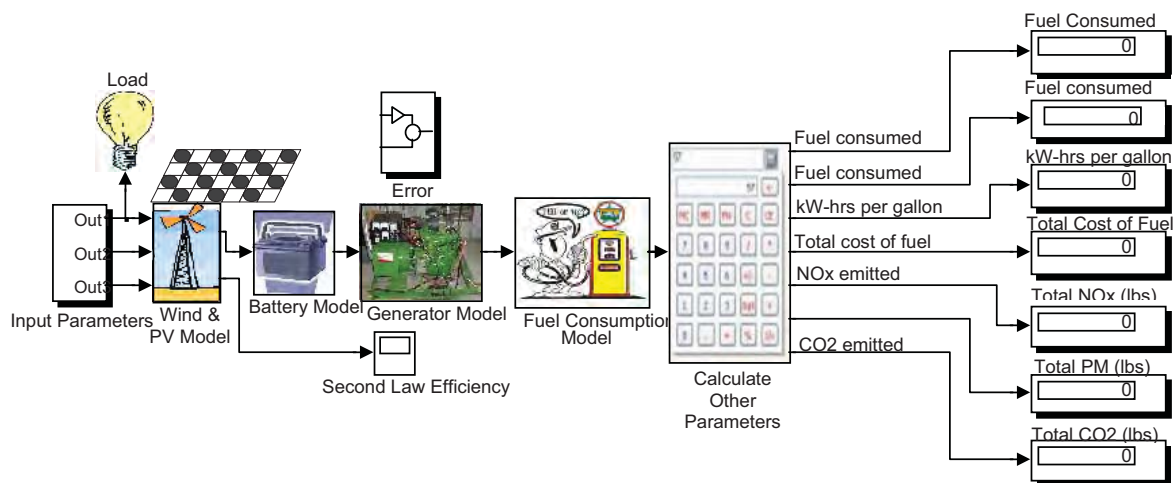 Fuel Consumed
0
Fuel consumed
0
kW-hrs per gallon
0
Total Cost of Fuel
0
Total NOx (lbs)
0
Total PM (lbs)
0
Total CO2 (lbs)
0
Load
Error
Out1
Out2
Out3
Input Parameters
Wind &
PV Model
Battery Model
Generator Model
Fill er up?
Fuel Consumption
Model
Second Law Efficiency
Fuel consumed
Fuel consumed
kW-hrs per gallon
Total cost of fuel
NOx emitted
CO2 emitted
Calculate
Other
Parameters